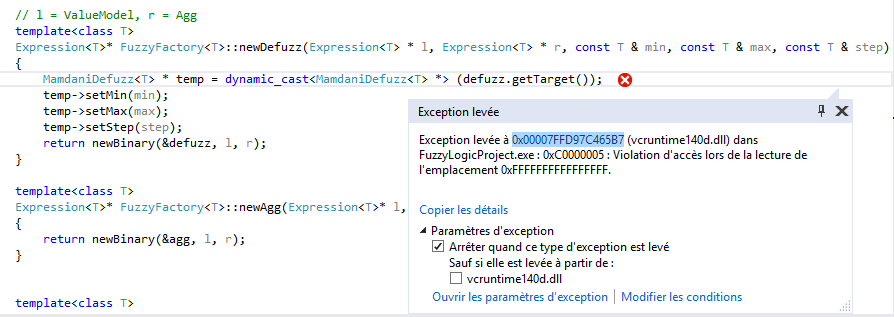 // l = ValueModel, r = Agg
template<class T>
Expression<T>* FuzzyFactory<T>::newDefuzz(Expression<T> * l, Expression<T> * r, const T & min, const T & max, const T & step)
{
MamdaniDefuzz<T> * temp = dynamic_cast<MamdaniDefuzz<T> *> (defuzz.getTarget());
temp->setMin(min);
temp->setMax(max);
temp->setStep(step);
return newBinary(&defuzz, l, r);
}
template<class T>
Expression<T>* FuzzyFactory<T>::newAgg(Expression<T>* l,
{
return newBinary(&agg, l, r);
}
template<class T>
Exception levée
Exception levée à 0x00007FFD97C465B7 (vcruntime140d.dll) dans
FuzzyLogicProject.exe : 0xC0000005 : Violation d'accès lors de la lecture de
l'emplacement 0xFFFFFFFFFFFFFFFF.
Copier les détails
Paramètres d'exception
Arrêter quand ce type d'exception est levé
Sauf si elle est levée à partir de :
vcruntime140d.dll
Ouvrir les paramètres d'exception | Modifier les conditions